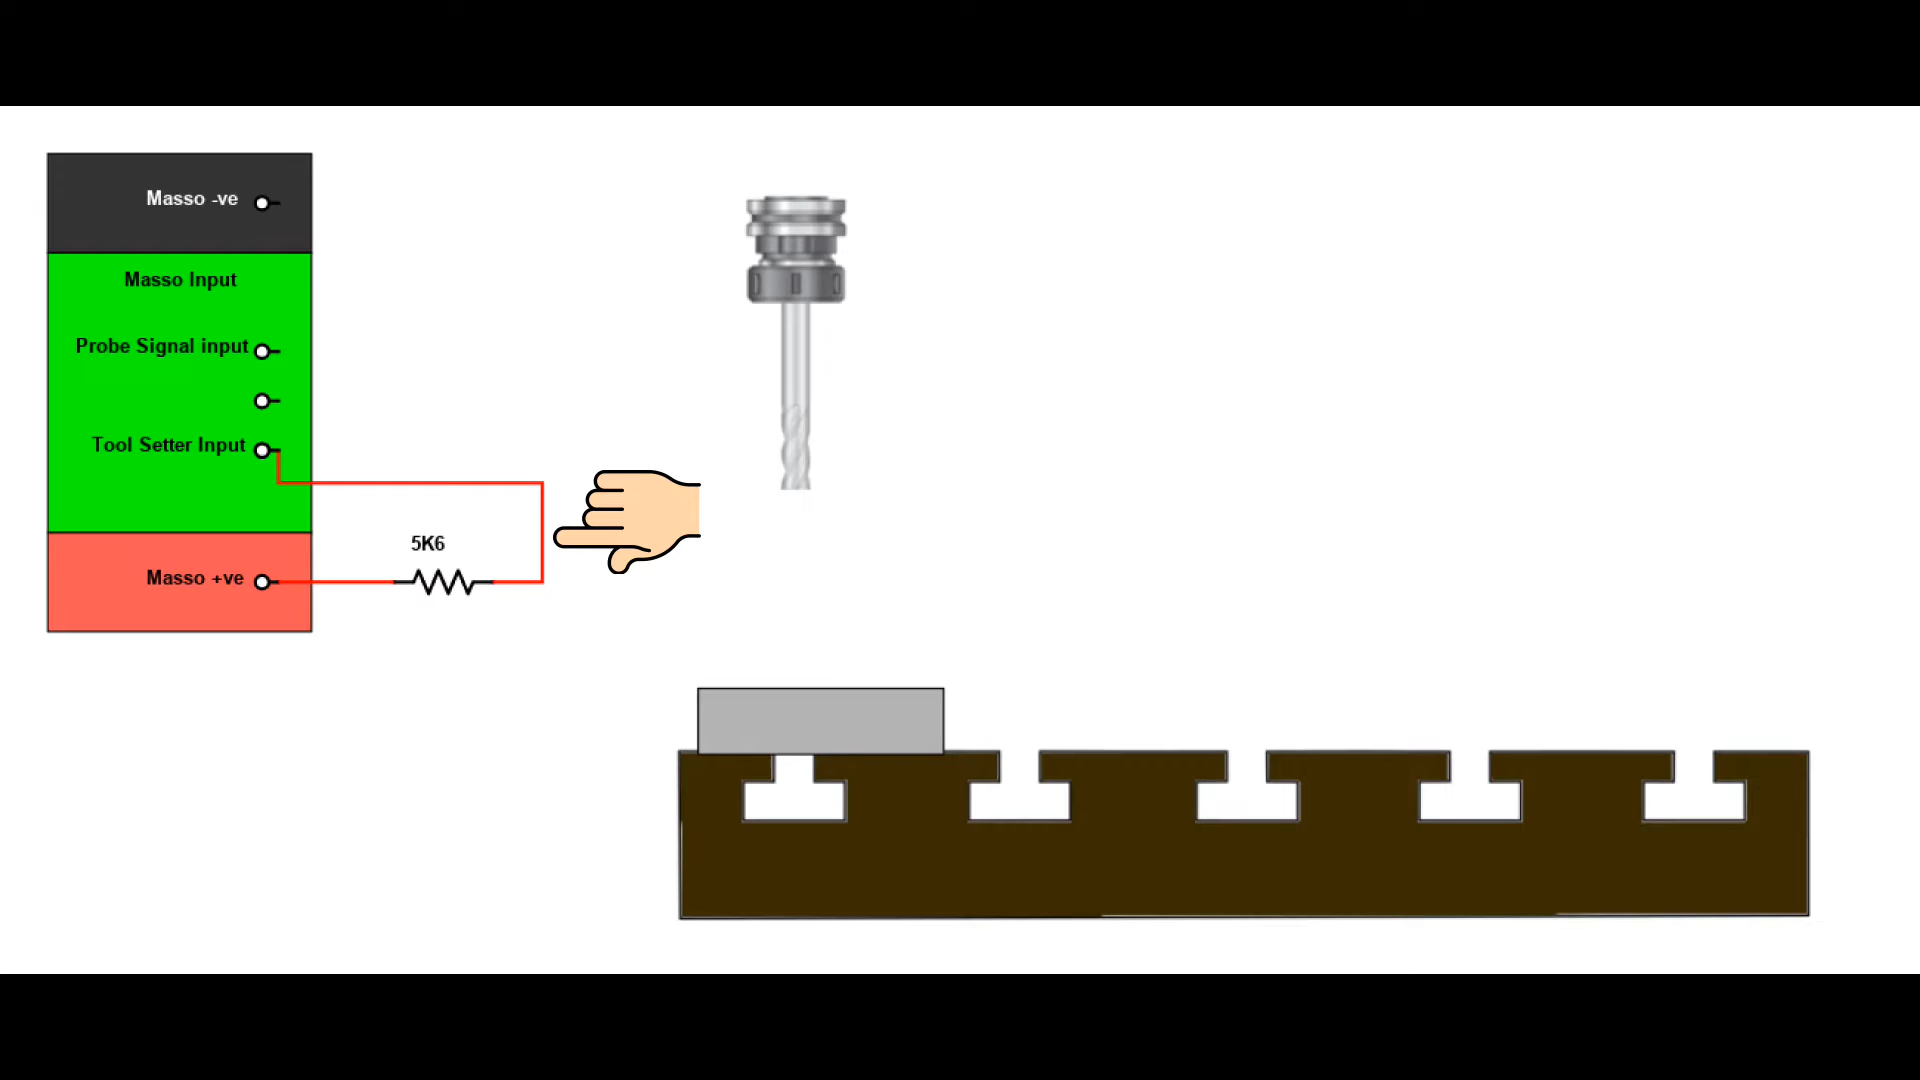 Masso -ve
Masso Input
Probe Signal input
Tool Setter Input
5K6
Masso +ve